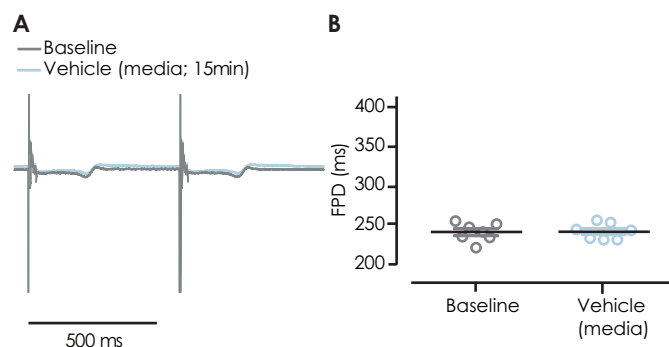 A
Baseline
Vehicle (media; 15min)
500 ms
B
FPD (ms)
400
350
300
250
200
Baseline
Vehicle
(media)